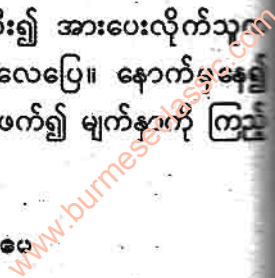 ၍ အားပေးလိုက်သူ
လေပြေ။ နောက်မှနေ၍
ဖက်၍ မျက်နှာကို ကြည့်
မေ
www.burmeseclassic.com